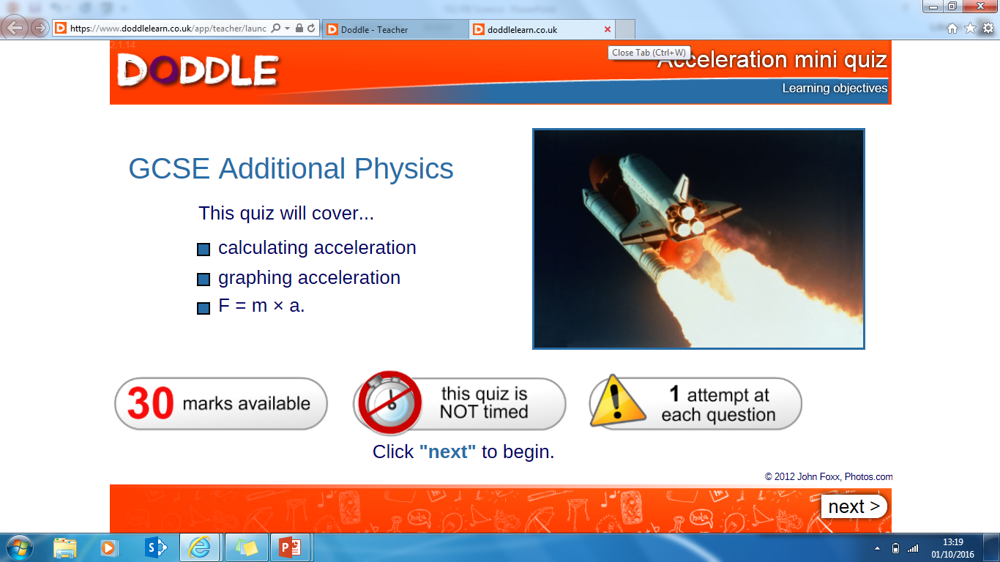 https://www.doddlelearn.co.uk/app/teacher/launc
Doddle - Teacher
doddlelearn.co.uk
Close Tab (Ctrl+W)
2.1.14
DODDLE
Acceleration mini quiz
Learning objectives
GCSE Additional Physics
This quiz will cover...
calculating acceleration
graphing acceleration
F = m × a.
30 marks available
this quiz is
NOT timed
1 attempt at
each question
Click "next" to begin.
© 2012 John Foxx, Photos.com
hola
hola
next >
13:19
01/10/2016